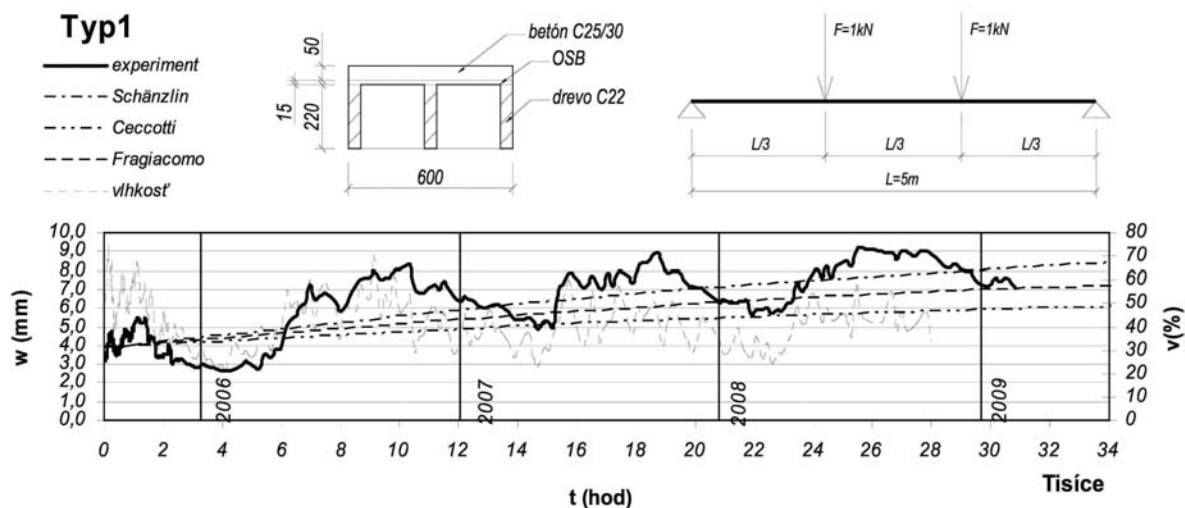 Typ1
experiment
Schänzlin
Ceccotti
Fragiacomo
vlhkosť
50
15
220
600
betón C25/30
OSB
drevo C22
F=1kN
F=1kN
L/3
L/3
L/3
L=5m
10,0
9,0
8,0
7,0
6,0
5,0
4,0
3,0
2,0
1,0
0,0
w (mm)
80
70
60
50
40
30
20
10
0
v(%)
2006
2007
2008
2009
0 2 4 6 8 10 12 14 16 18 20 22 24 26 28 30 32 34
t (hod)
Tisíce